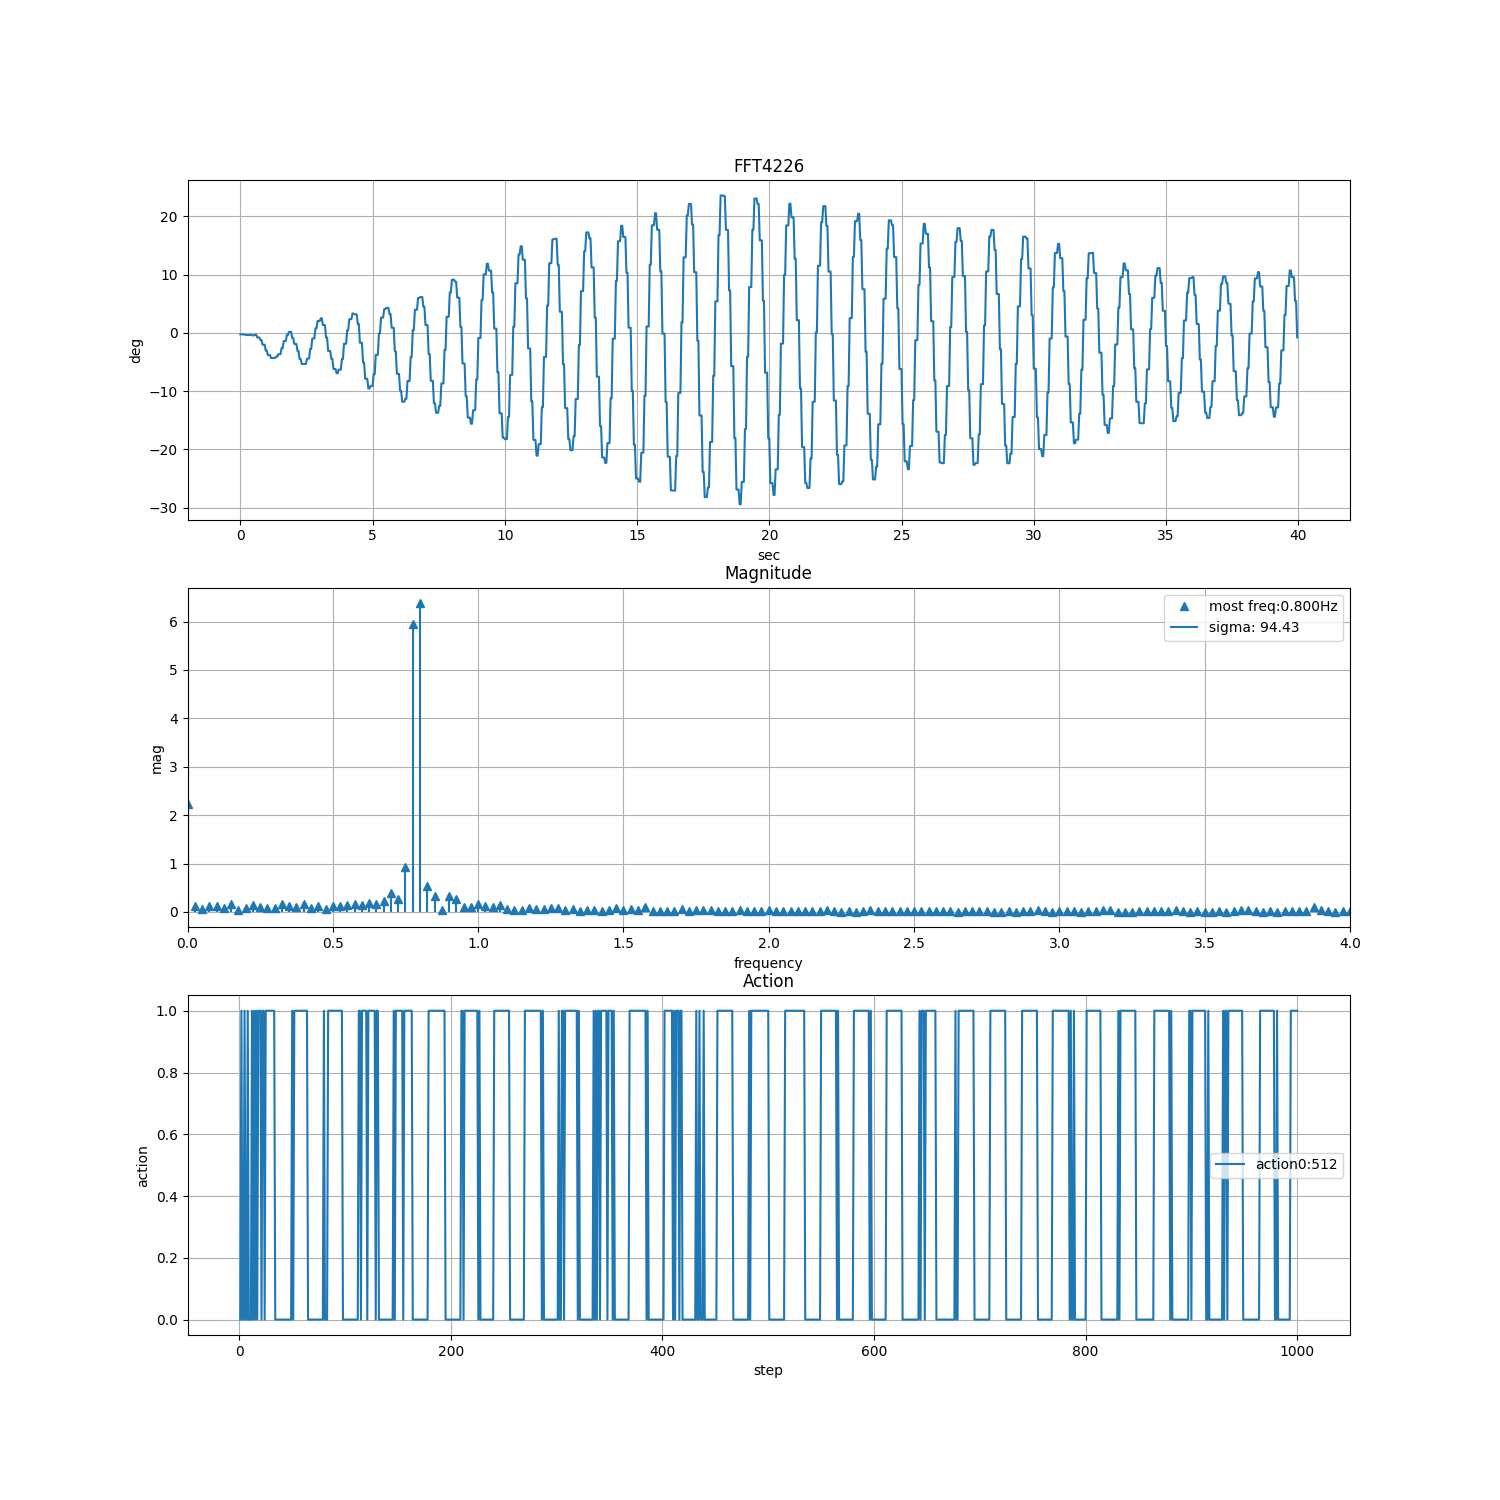 FFT4226
20
10
0
−10
−20
−30
deg
0 5 10 15 20 25 30 35 40
sec
Magnitude
most freq:0.800Hz
sigma: 94.43
6
5
4
3
2
1
0
mag
0.0 0.5 1.0 1.5 2.0 2.5 3.0 3.5 4.0
frequency
Action
1.0
0.8
0.6
0.4
0.2
0.0
action
action0:512
0 200 400 600 800 1000
step